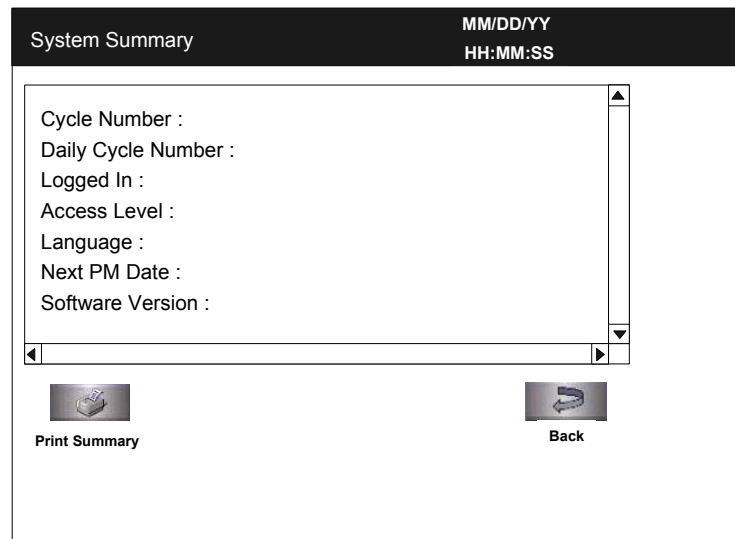 System Summary
MM/DD/YY
HH:MM:SS
Cycle Number :
Daily Cycle Number :
Logged In :
Access Level :
Language :
Next PM Date :
Software Version :
Print Summary
Back